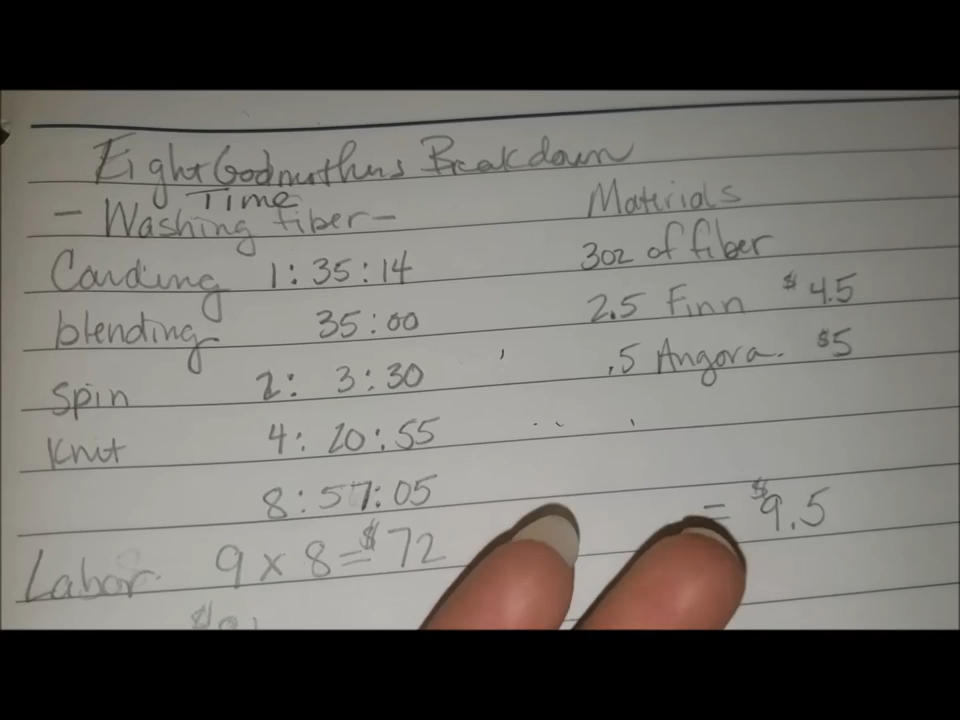 Eight Godmothers Breakdown
Time Materials
- Washing fiber -
Carding 1:35:14 3oz of fiber
blending 35:00 2.5 Finn $4.5
Spin 2: 3:30 .5 Angora. $5
Knit 4: 20:55
8:57:05 = $9.5
Labor 9 x 8 = $72